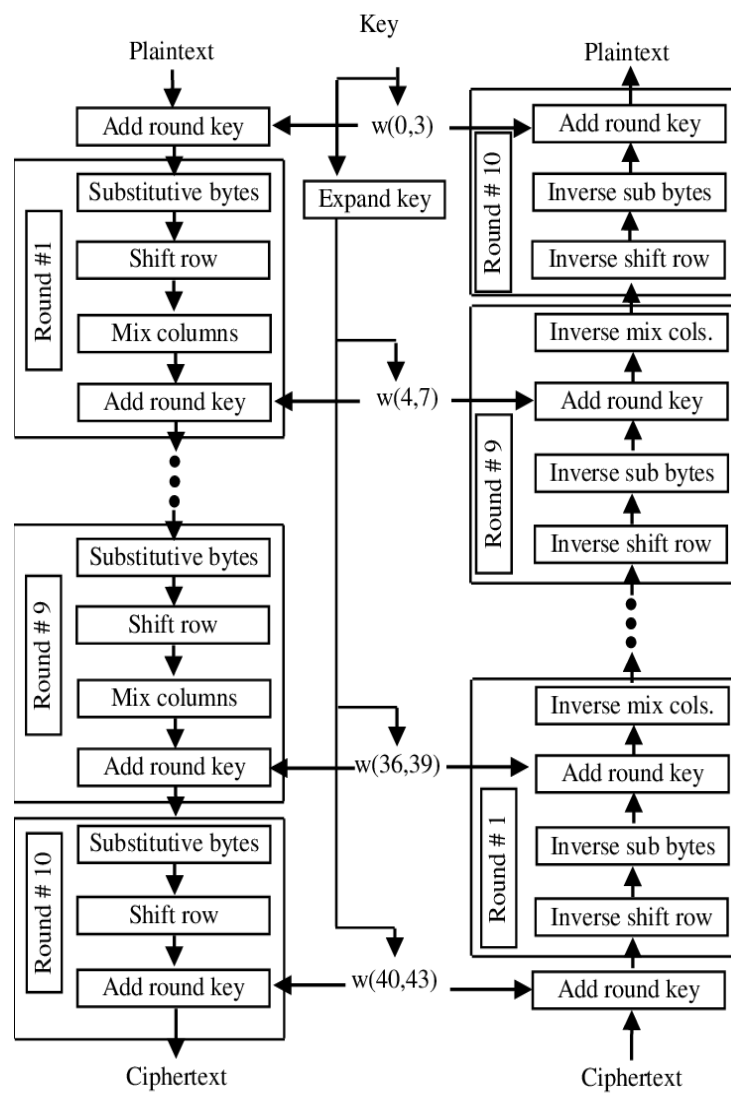 Key
Plaintext
Add round key
Round #1
Substitutive bytes
Shift row
Mix columns
Add round key
Round # 9
Substitutive bytes
Shift row
Mix columns
Add round key
Round # 10
Substitutive bytes
Shift row
Add round key
Ciphertext
w(0,3)
Expand key
w(4,7)
w(36,39)
w(40,43)
Plaintext
Add round key
Round # 10
Inverse sub bytes
Inverse shift row
Inverse mix cols.
Add round key
Round # 9
Inverse sub bytes
Inverse shift row
Inverse mix cols.
Add round key
Round # 1
Inverse sub bytes
Inverse shift row
Add round key
Ciphertext